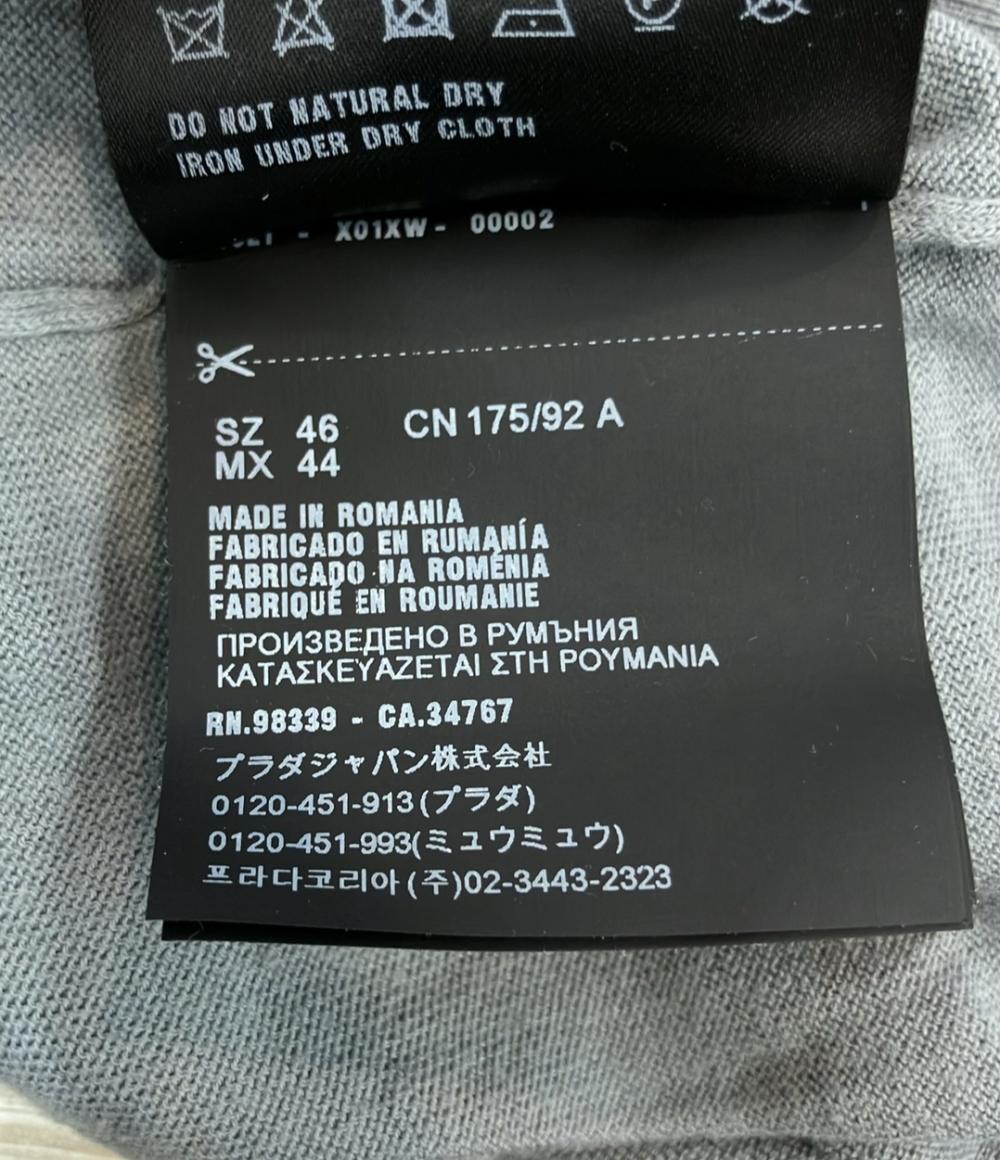 DO NOT NATURAL DRY
IRON UNDER DRY CLOTH
- X01XW - 00002
SZ 46 CN 175/92 A
MX 44
MADE IN ROMANIA
FABRICADO EN RUMANÍA
FABRICADO NA ROMÉNIA
FABRIQUÉ EN ROUMANIE
ПРОИЗВЕДЕНО В РУМЪНИЯ
ΚΑΤΑΣΚΕΥΑΖΕΤΑΙ ΣΤΗ ΡΟΥΜΑΝΙΑ
RN.98339 - CA.34767
プラダジャパン株式会社
0120-451-913(プラダ)
0120-451-993(ミュウミュウ)
프라다코리아(주)02-3443-2323